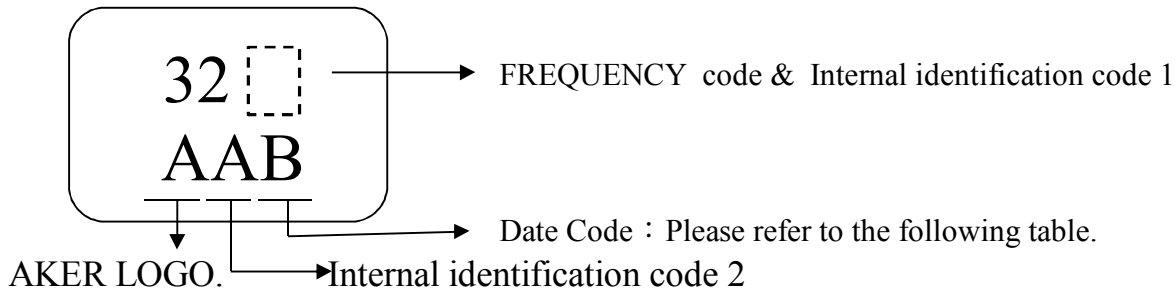 32
FREQUENCY code & Internal identification code 1
AAB
Date Code：Please refer to the following table.
AKER LOGO.
Internal identification code 2